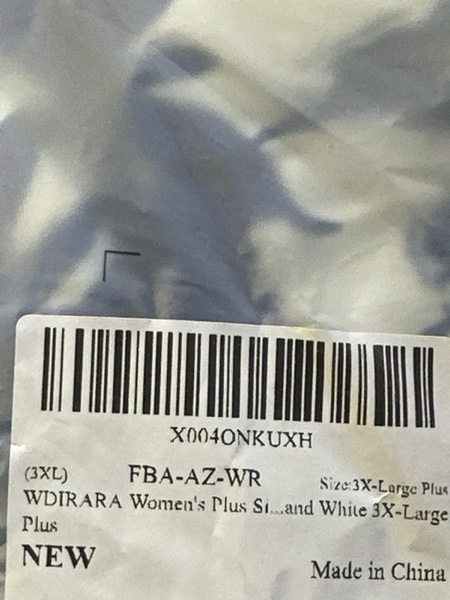 X004ONKUXH
(3XL) FBA-AZ-WR Size:3X-Large Plus
WDIRARA Women's Plus Si...and White 3X-Large
Plus
NEW Made in China